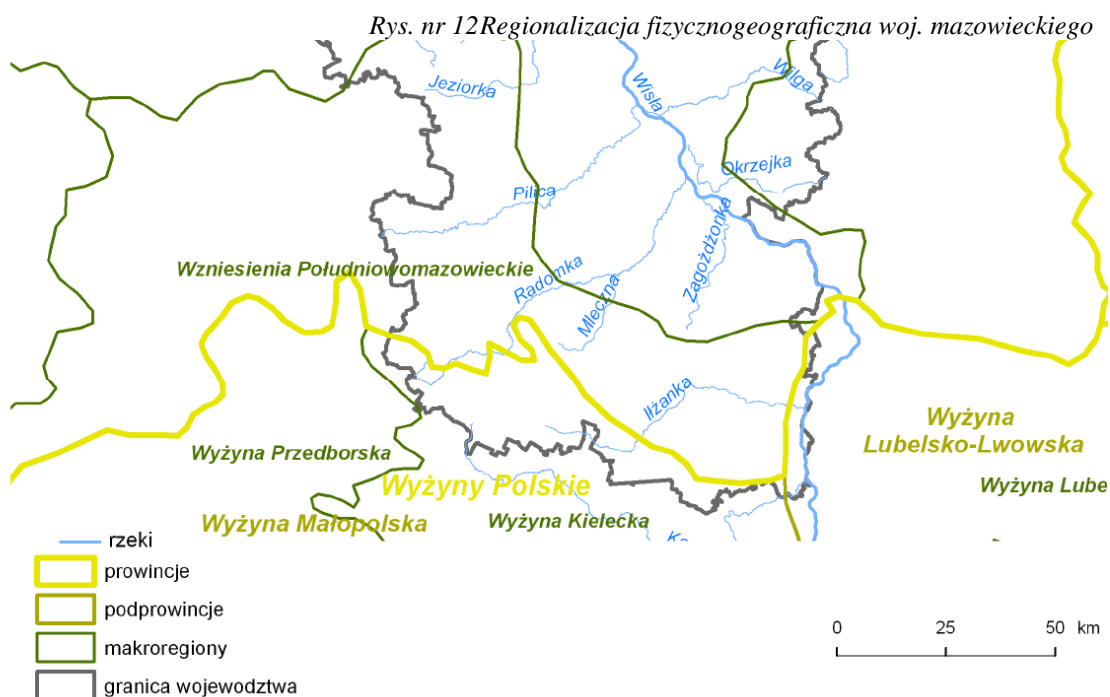 Rys. nr 12Regionalizacja fizycznogeograficzna woj. mazowieckiego
Jeziorka
Wisła
Wilga
Okrzejka
Pilica
Zagożdżonka
Wzniesienia Południowomazowieckie
Radomka
Mleczna
Iłżanka
Wyżyna
Lubelsko-Lwowska
Wyżyna Przedborska
Wyżyny Polskie
Wyżyna Lube
Wyżyna Małopolska
Wyżyna Kielecka
Ka
rzeki
prowincje
podprowincje
makroregiony
granica wojewodztwa
0 25 50 km